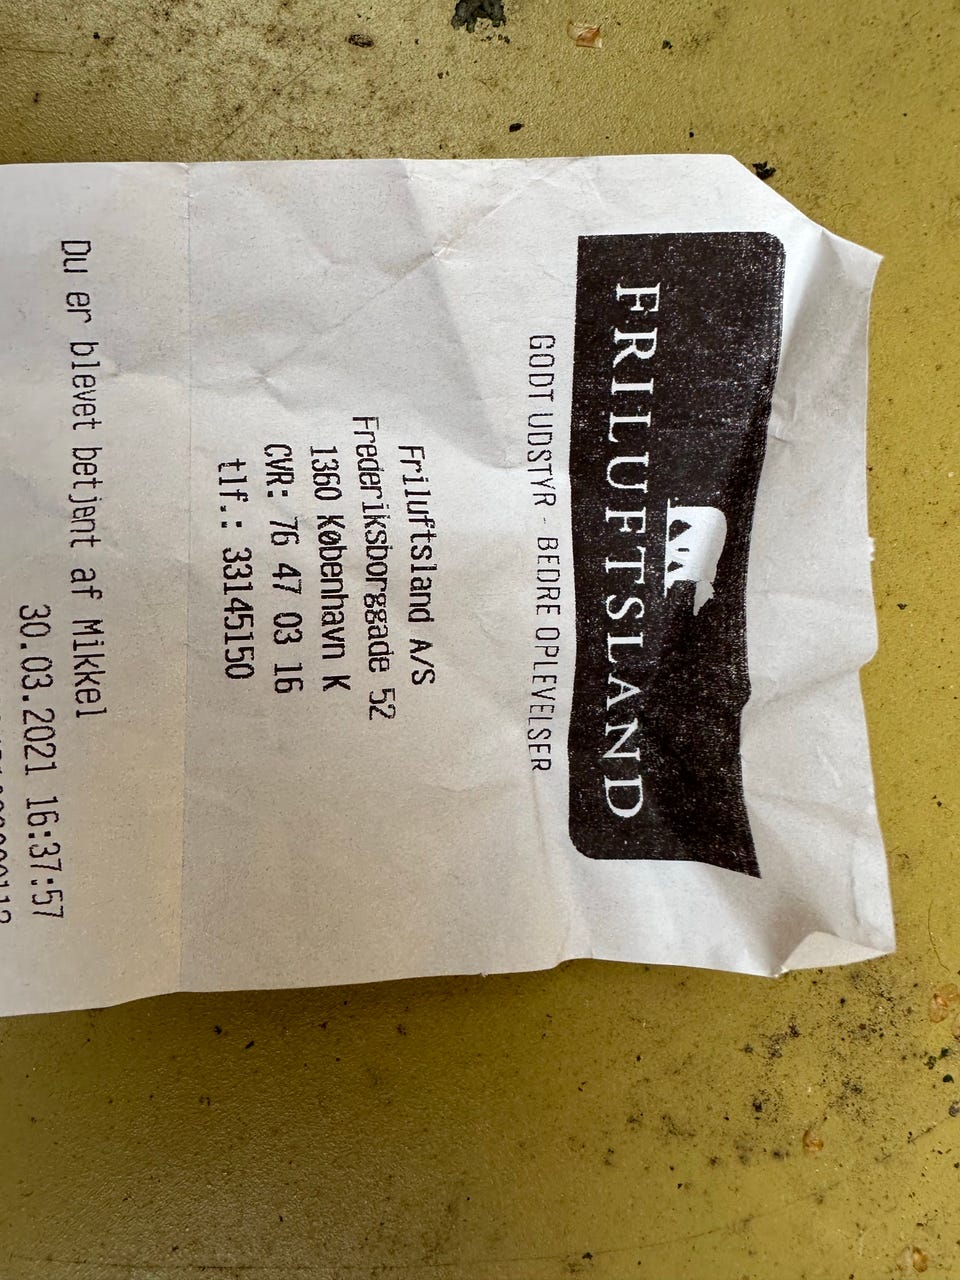 FRILUFTSLAND
GODT UDSTYR - BEDRE OPLEVELSER
Friluftsland A/S
Frederiksborggade 52
1360 København K
CVR: 76 47 03 16
tlf.: 33145150
Du er blevet betjent af Mikkel
30.03.2021 16:37:57